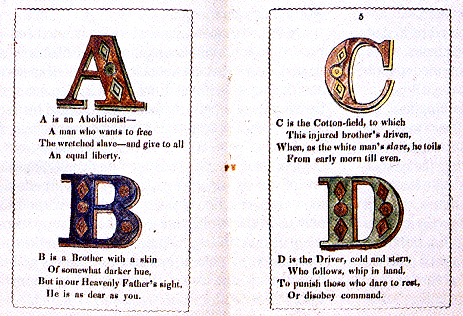 A
A is an Abolitionist—
A man who wants to free
The wretched slave—and give to all
An equal liberty.
B
B is a Brother with a skin
Of somewhat darker hue,
But in our Heavenly Father's sight,
He is as dear as you.
5
C
C is the Cotton-field, to which
This injured brother's driven,
When, as the white man's slave, he toils
From early morn till even.
D
D is the Driver, cold and stern,
Who follows, whip in hand,
To punish those who dare to rest,
Or disobey command.